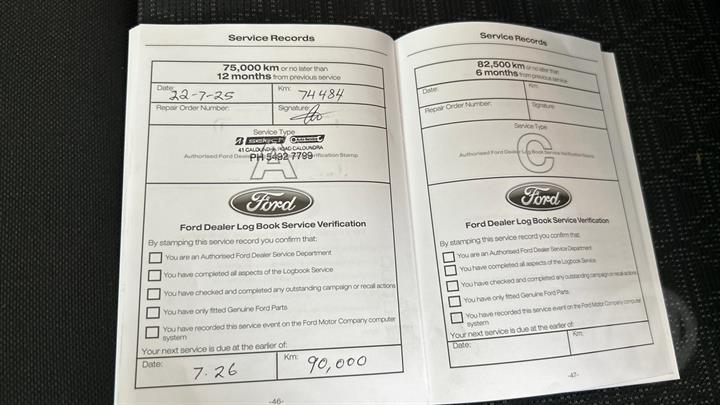 Service Records
75,000 km or no later than
12 months from previous service
Date: 22-7-25
Km: 74484
Repair Order Number:
Signature:
Service Type
A
SELECT Auto Service
41 CALOUNDRA ROAD CALOUNDRA
PH 5492 7799
Authorised Ford Dealer Verification Stamp
Ford
Ford Dealer Log Book Service Verification
By stamping this service record you confirm that:
You are an Authorised Ford Dealer Service Department
You have completed all aspects of the Logbook Service
You have checked and completed any outstanding campaign or recall actions
You have only fitted Genuine Ford Parts
You have recorded this service event on the Ford Motor Company computer
system
Your next service is due at the earlier of:
Date: 7.26
Km: 90,000
-46-
Service Records
82,500 km or no later than
6 months from previous service
Date:
Km:
Repair Order Number:
Signature:
Service Type
C
Authorised Ford Dealer Log Book Service Verification Stamp
Ford
Ford Dealer Log Book Service Verification
By stamping this service record you confirm that:
You are an Authorised Ford Dealer Service Department
You have completed all aspects of the Logbook Service
You have checked and completed any outstanding campaign or recall actions
You have only fitted Genuine Ford Parts
You have recorded this service event on the Ford Motor Company computer
system
Your next service is due at the earlier of:
Date:
Km:
-47-